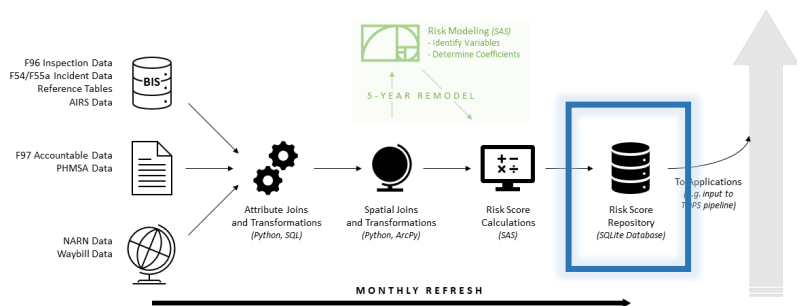 F96 Inspection Data
F54/F55a Incident Data
Reference Tables
AIRS Data
BIS
F97 Accountable Data
PHMSA Data
NARN Data
Waybill Data
Attribute Joins
and Transformations
(Python, SQL)
Spatial Joins
and Transformations
(Python, ArcPy)
Risk Modeling (SAS)
- Identify Variables
- Determine Coefficients
5-YEAR REMODEL
Risk Score
Calculations
(SAS)
Risk Score
Repository
(SQLite Database)
To Applications
(e.g. input to
pipeline)
MONTHLY REFRESH